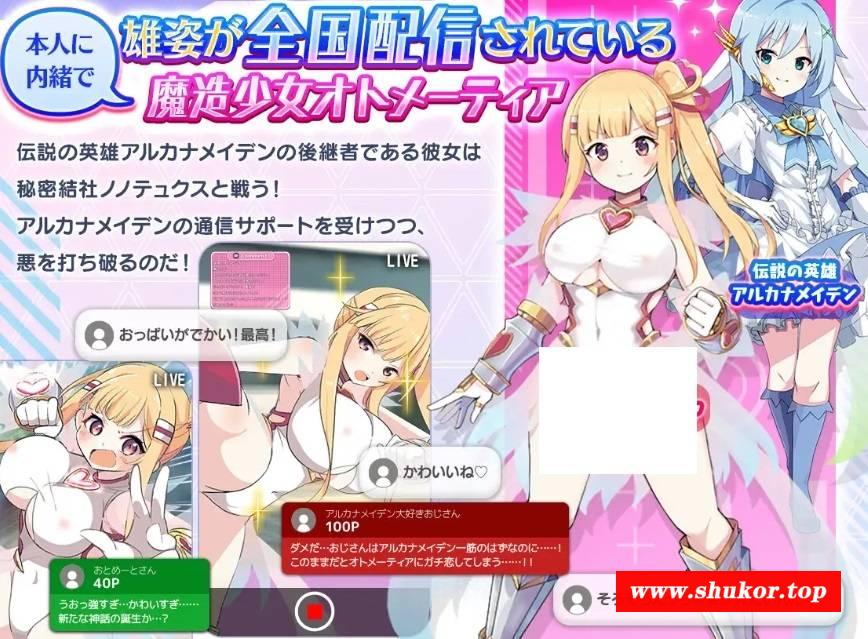 本人に
内緒で
雄姿が全国配信されている
魔造少女オトメーティア
伝説の英雄アルカナメイデンの後継者である彼女は
秘密結社ノノテュクスと戦う！
アルカナメイデンの通信サポートを受けつつ、
悪を打ち破るのだ！
LIVE
おっぱいがでかい！最高！
伝説の英雄
アルカナメイデン
LIVE
かわいいね♡
アルカナメイデン大好きおじさん
100P
ダメだ…おじさんはアルカナメイデン一筋のはずなのに……！
このままだとオトメーティアにガチ恋してしまう……！！
おとめーとさん
40P
うおっ強すぎ…かわいすぎ……
新たな神話の誕生か…？
www.shukor.top